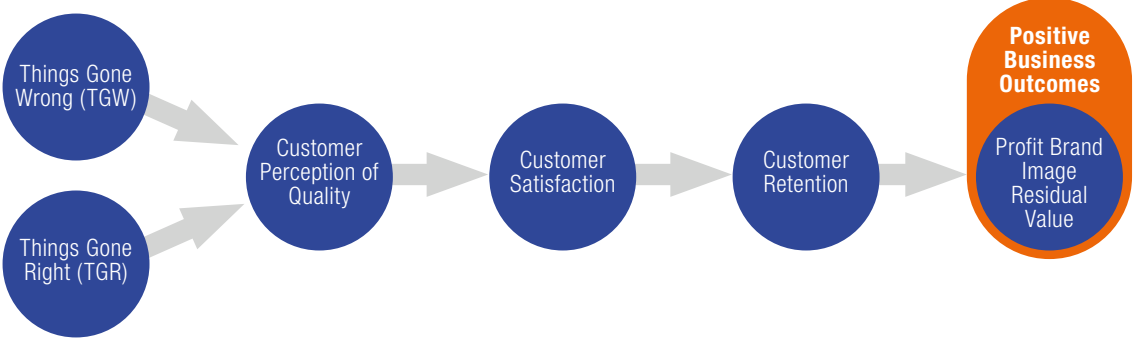 Things Gone
Wrong (TGW)
Things Gone
Right (TGR)
Customer
Perception of
Quality
Customer
Satisfaction
Customer
Retention
Positive
Business
Outcomes
Profit Brand
Image
Residual
Value